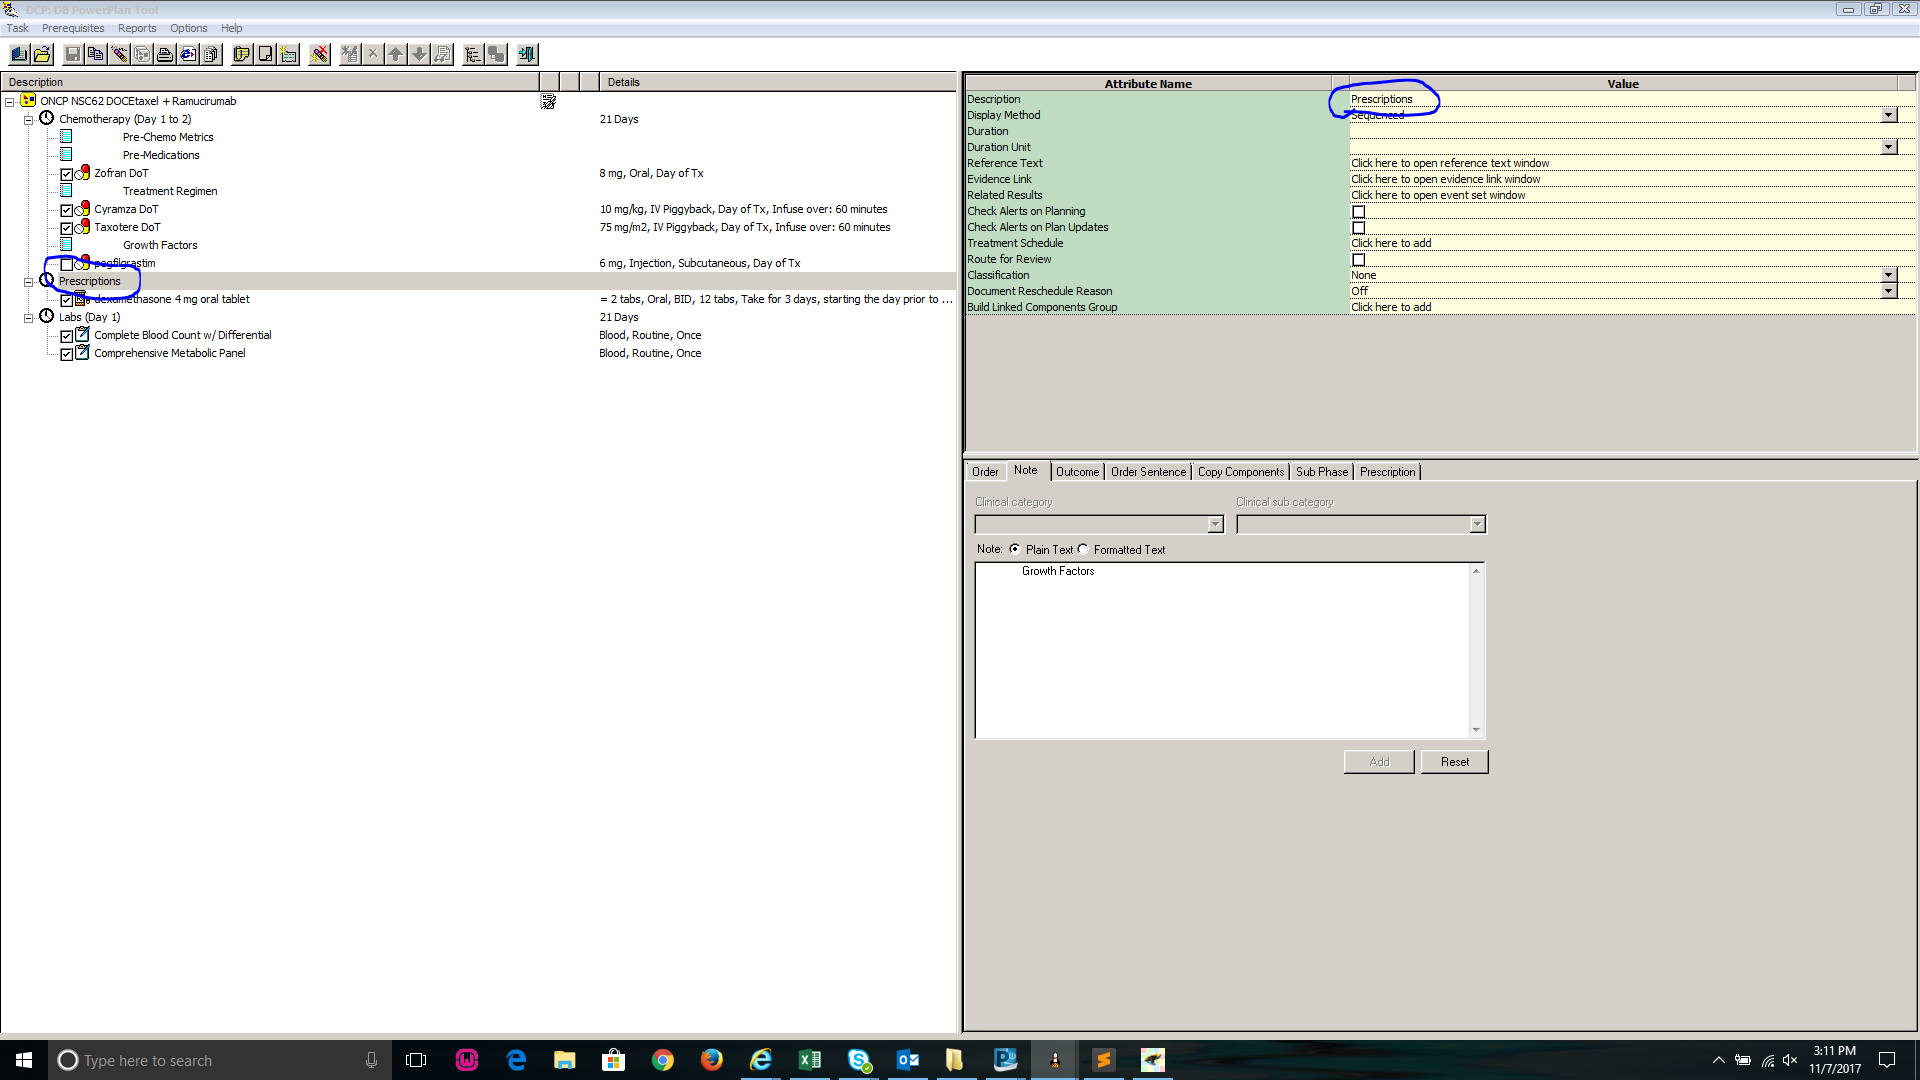 DCP: DB PowerPlan Tool
Task Prerequisites Reports Options Help
Description Details
ONCP NSC62 DOCEtaxel + Ramucirumab
Chemotherapy (Day 1 to 2) 21 Days
Pre-Chemo Metrics
Pre-Medications
Zofran DoT 8 mg, Oral, Day of Tx
Treatment Regimen
Cyramza DoT 10 mg/kg, IV Piggyback, Day of Tx, Infuse over: 60 minutes
Taxotere DoT 75 mg/m2, IV Piggyback, Day of Tx, Infuse over: 60 minutes
Growth Factors
pegfilgrastim 6 mg, Injection, Subcutaneous, Day of Tx
Prescriptions
dexamethasone 4 mg oral tablet = 2 tabs, Oral, BID, 12 tabs, Take for 3 days, starting the day prior to ...
Labs (Day 1) 21 Days
Complete Blood Count w/ Differential Blood, Routine, Once
Comprehensive Metabolic Panel Blood, Routine, Once
Attribute Name Value
Description Prescriptions
Display Method Sequenced
Duration
Duration Unit
Reference Text Click here to open reference text window
Evidence Link Click here to open evidence link window
Related Results Click here to open event set window
Check Alerts on Planning
Check Alerts on Plan Updates
Treatment Schedule Click here to add
Route for Review
Classification None
Document Reschedule Reason Off
Build Linked Components Group Click here to add
Order Note Outcome Order Sentence Copy Components Sub Phase Prescription
Clinical category Clinical sub category
Note: Plain Text Formatted Text
Growth Factors
Add Reset
Type here to search
3:11 PM
11/7/2017